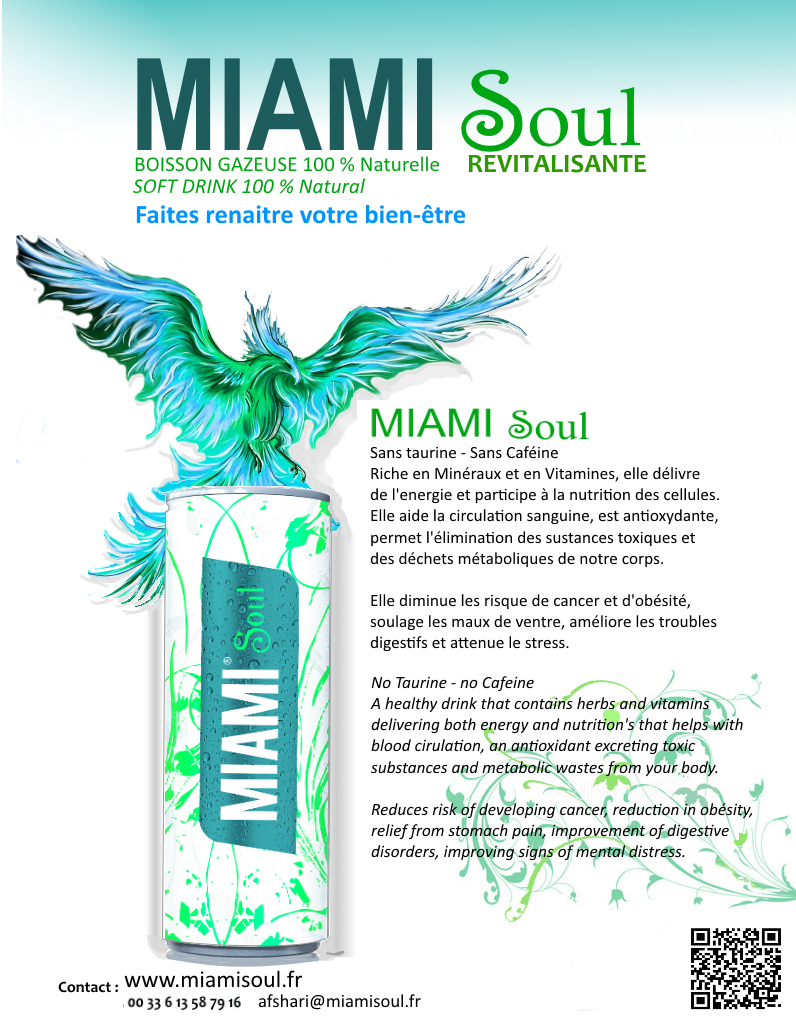 MIAMI Soul
BOISSON GAZEUSE 100 % Naturelle REVITALISANTE
SOFT DRINK 100 % Natural
Faites renaitre votre bien-être
MIAMI Soul
Sans taurine - Sans Caféine
Riche en Minéraux et en Vitamines, elle délivre
de l'energie et participe à la nutrition des cellules.
Elle aide la circulation sanguine, est antioxydante,
permet l'élimination des sustances toxiques et
des déchets métaboliques de notre corps.
Elle diminue les risque de cancer et d'obésité,
soulage les maux de ventre, améliore les troubles
digestifs et attenue le stress.
MIAMI® Soul
No Taurine - no Cafeine
A healthy drink that contains herbs and vitamins
delivering both energy and nutrition's that helps with
blood cirulation, an antioxidant excreting toxic
substances and metabolic wastes from your body.
Reduces risk of developing cancer, reduction in obésity,
relief from stomach pain, improvement of digestive
disorders, improving signs of mental distress.
Contact : www.miamisoul.fr
00 33 6 13 58 79 16 afshari@miamisoul.fr